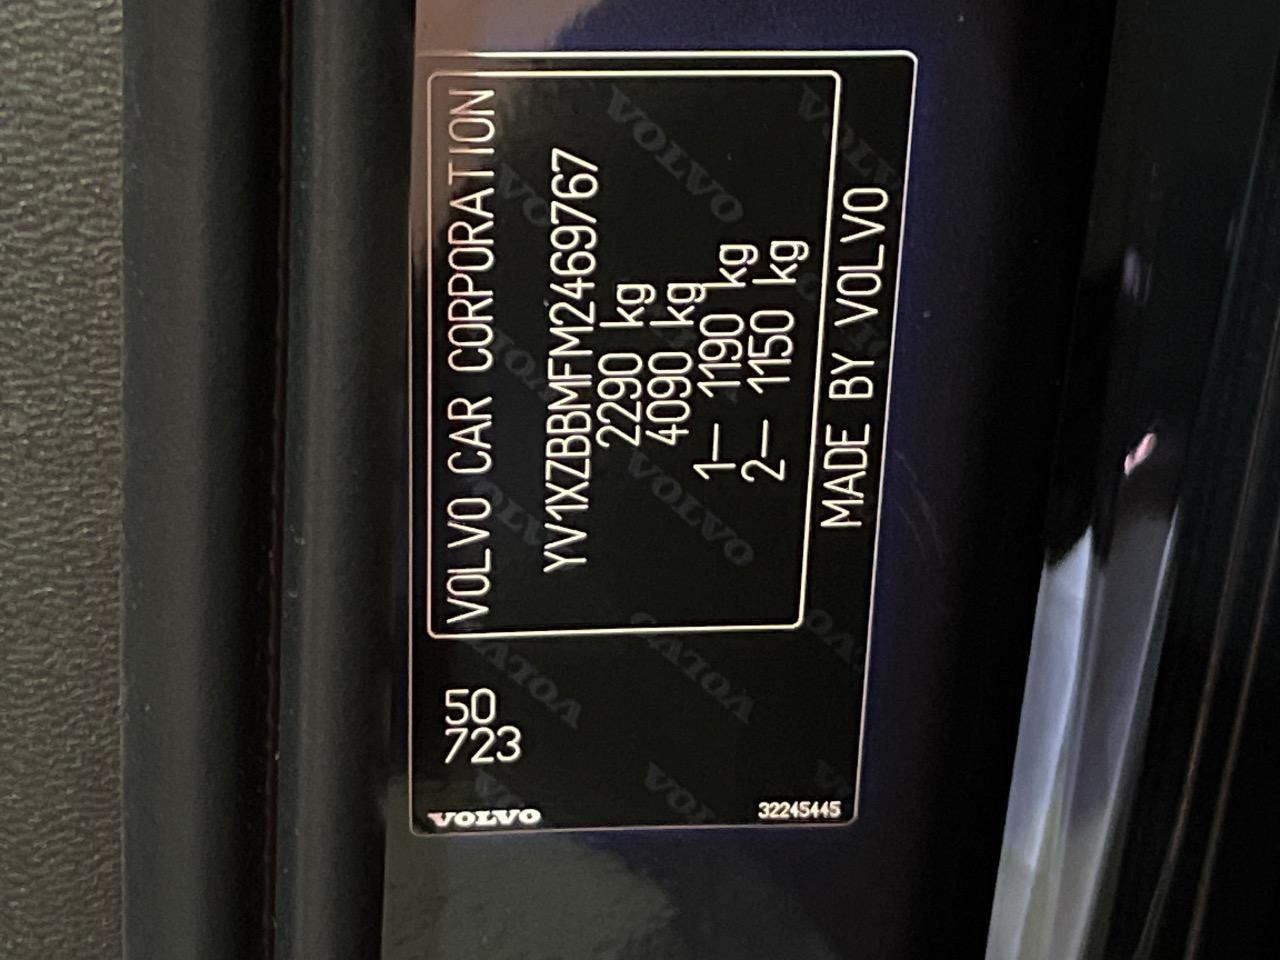 VOLVO CAR CORPORATION
YV1XZBBMFM2469767
2290 kg
4090 kg
1– 1190 kg
2– 1150 kg
MADE BY VOLVO
50
723
VOLVO
32245445